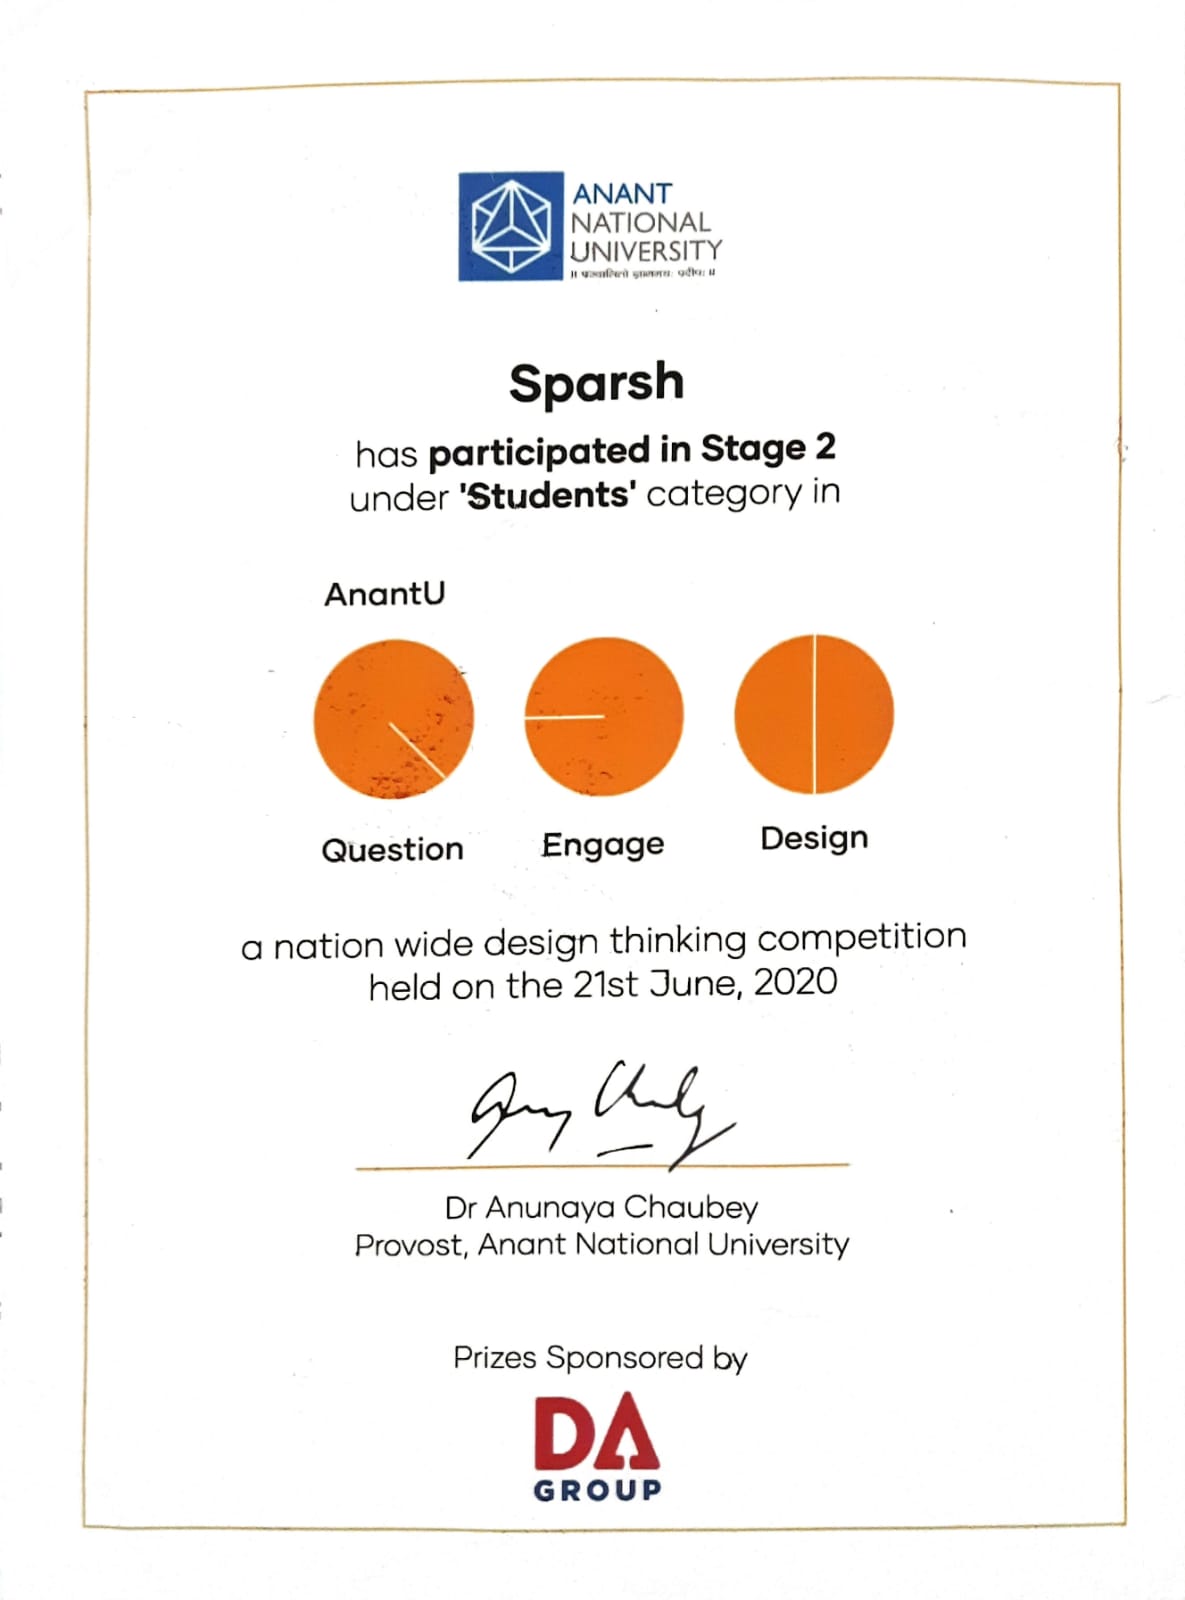 ANANT
NATIONAL
UNIVERSITY
Sparsh
has participated in Stage 2
under 'Students' category in
AnantU
Question Engage Design
a nation wide design thinking competition
held on the 21st June, 2020
Dr Anunaya Chaubey
Provost, Anant National University
Prizes Sponsored by
DA
GROUP